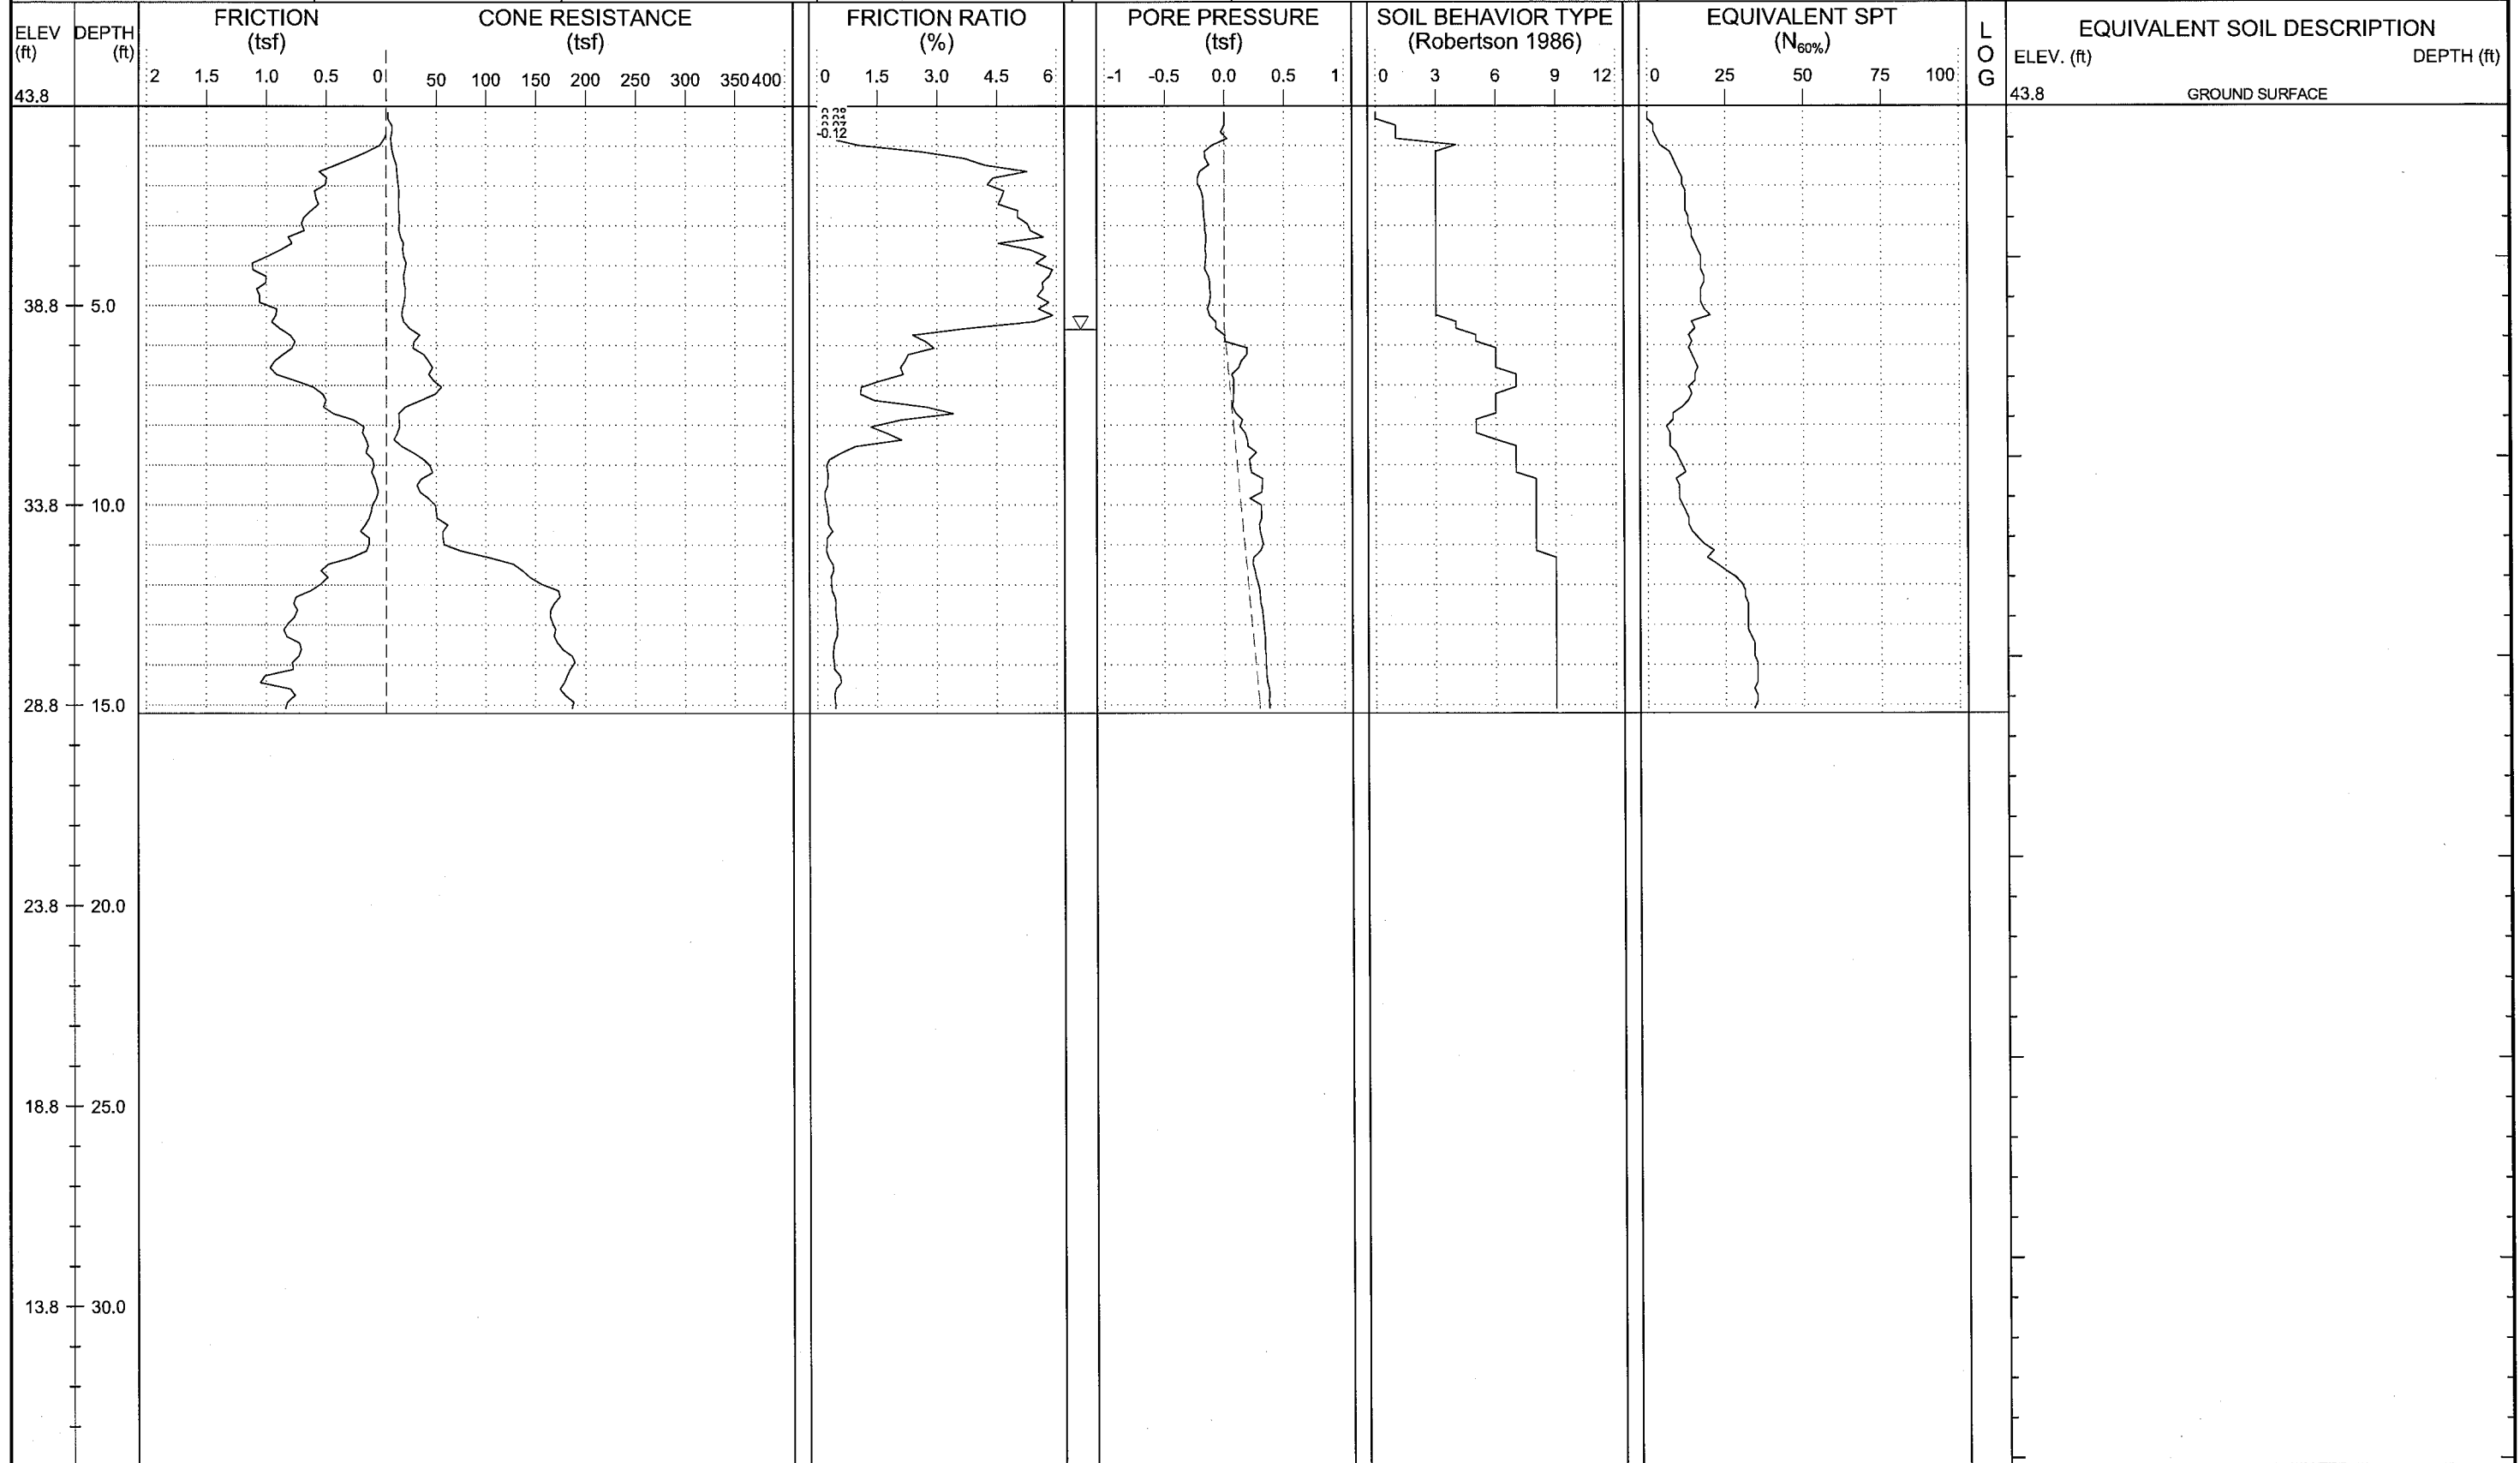 ELEV
(ft)
DEPTH
(ft)
FRICTION
(tsf)
CONE RESISTANCE
(tsf)
FRICTION RATIO
(%)
PORE PRESSURE
(tsf)
SOIL BEHAVIOR TYPE
(Robertson 1986)
EQUIVALENT SPT
(N60%)
L
O
G
EQUIVALENT SOIL DESCRIPTION
ELEV. (ft) DEPTH (ft)
2 1.5 1.0 0.5 0 50 100 150 200 250 300 350 400
0 1.5 3.0 4.5 6
-1 -0.5 0.0 0.5 1
0 3 6 9 12
0 25 50 75 100
43.8
43.8 GROUND SURFACE
-0.12
38.8 5.0
33.8 10.0
28.8 15.0
23.8 20.0
18.8 25.0
13.8 30.0